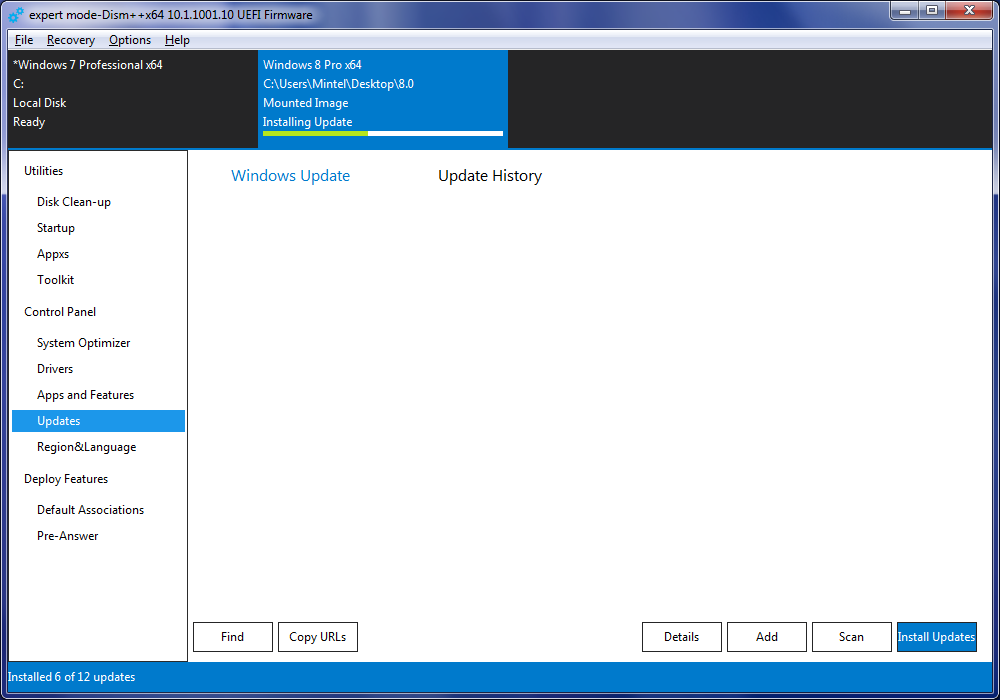 expert mode-Dism++x64 10.1.1001.10 UEFI Firmware
File Recovery Options Help
*Windows 7 Professional x64
C:
Local Disk
Ready
Windows 8 Pro x64
C:\Users\Mintel\Desktop\8.0
Mounted Image
Installing Update
Utilities
Disk Clean-up
Startup
Appxs
Toolkit
Control Panel
System Optimizer
Drivers
Apps and Features
Updates
Region&Language
Deploy Features
Default Associations
Pre-Answer
Windows Update Update History
Find Copy URLs Details Add Scan Install Updates
Installed 6 of 12 updates